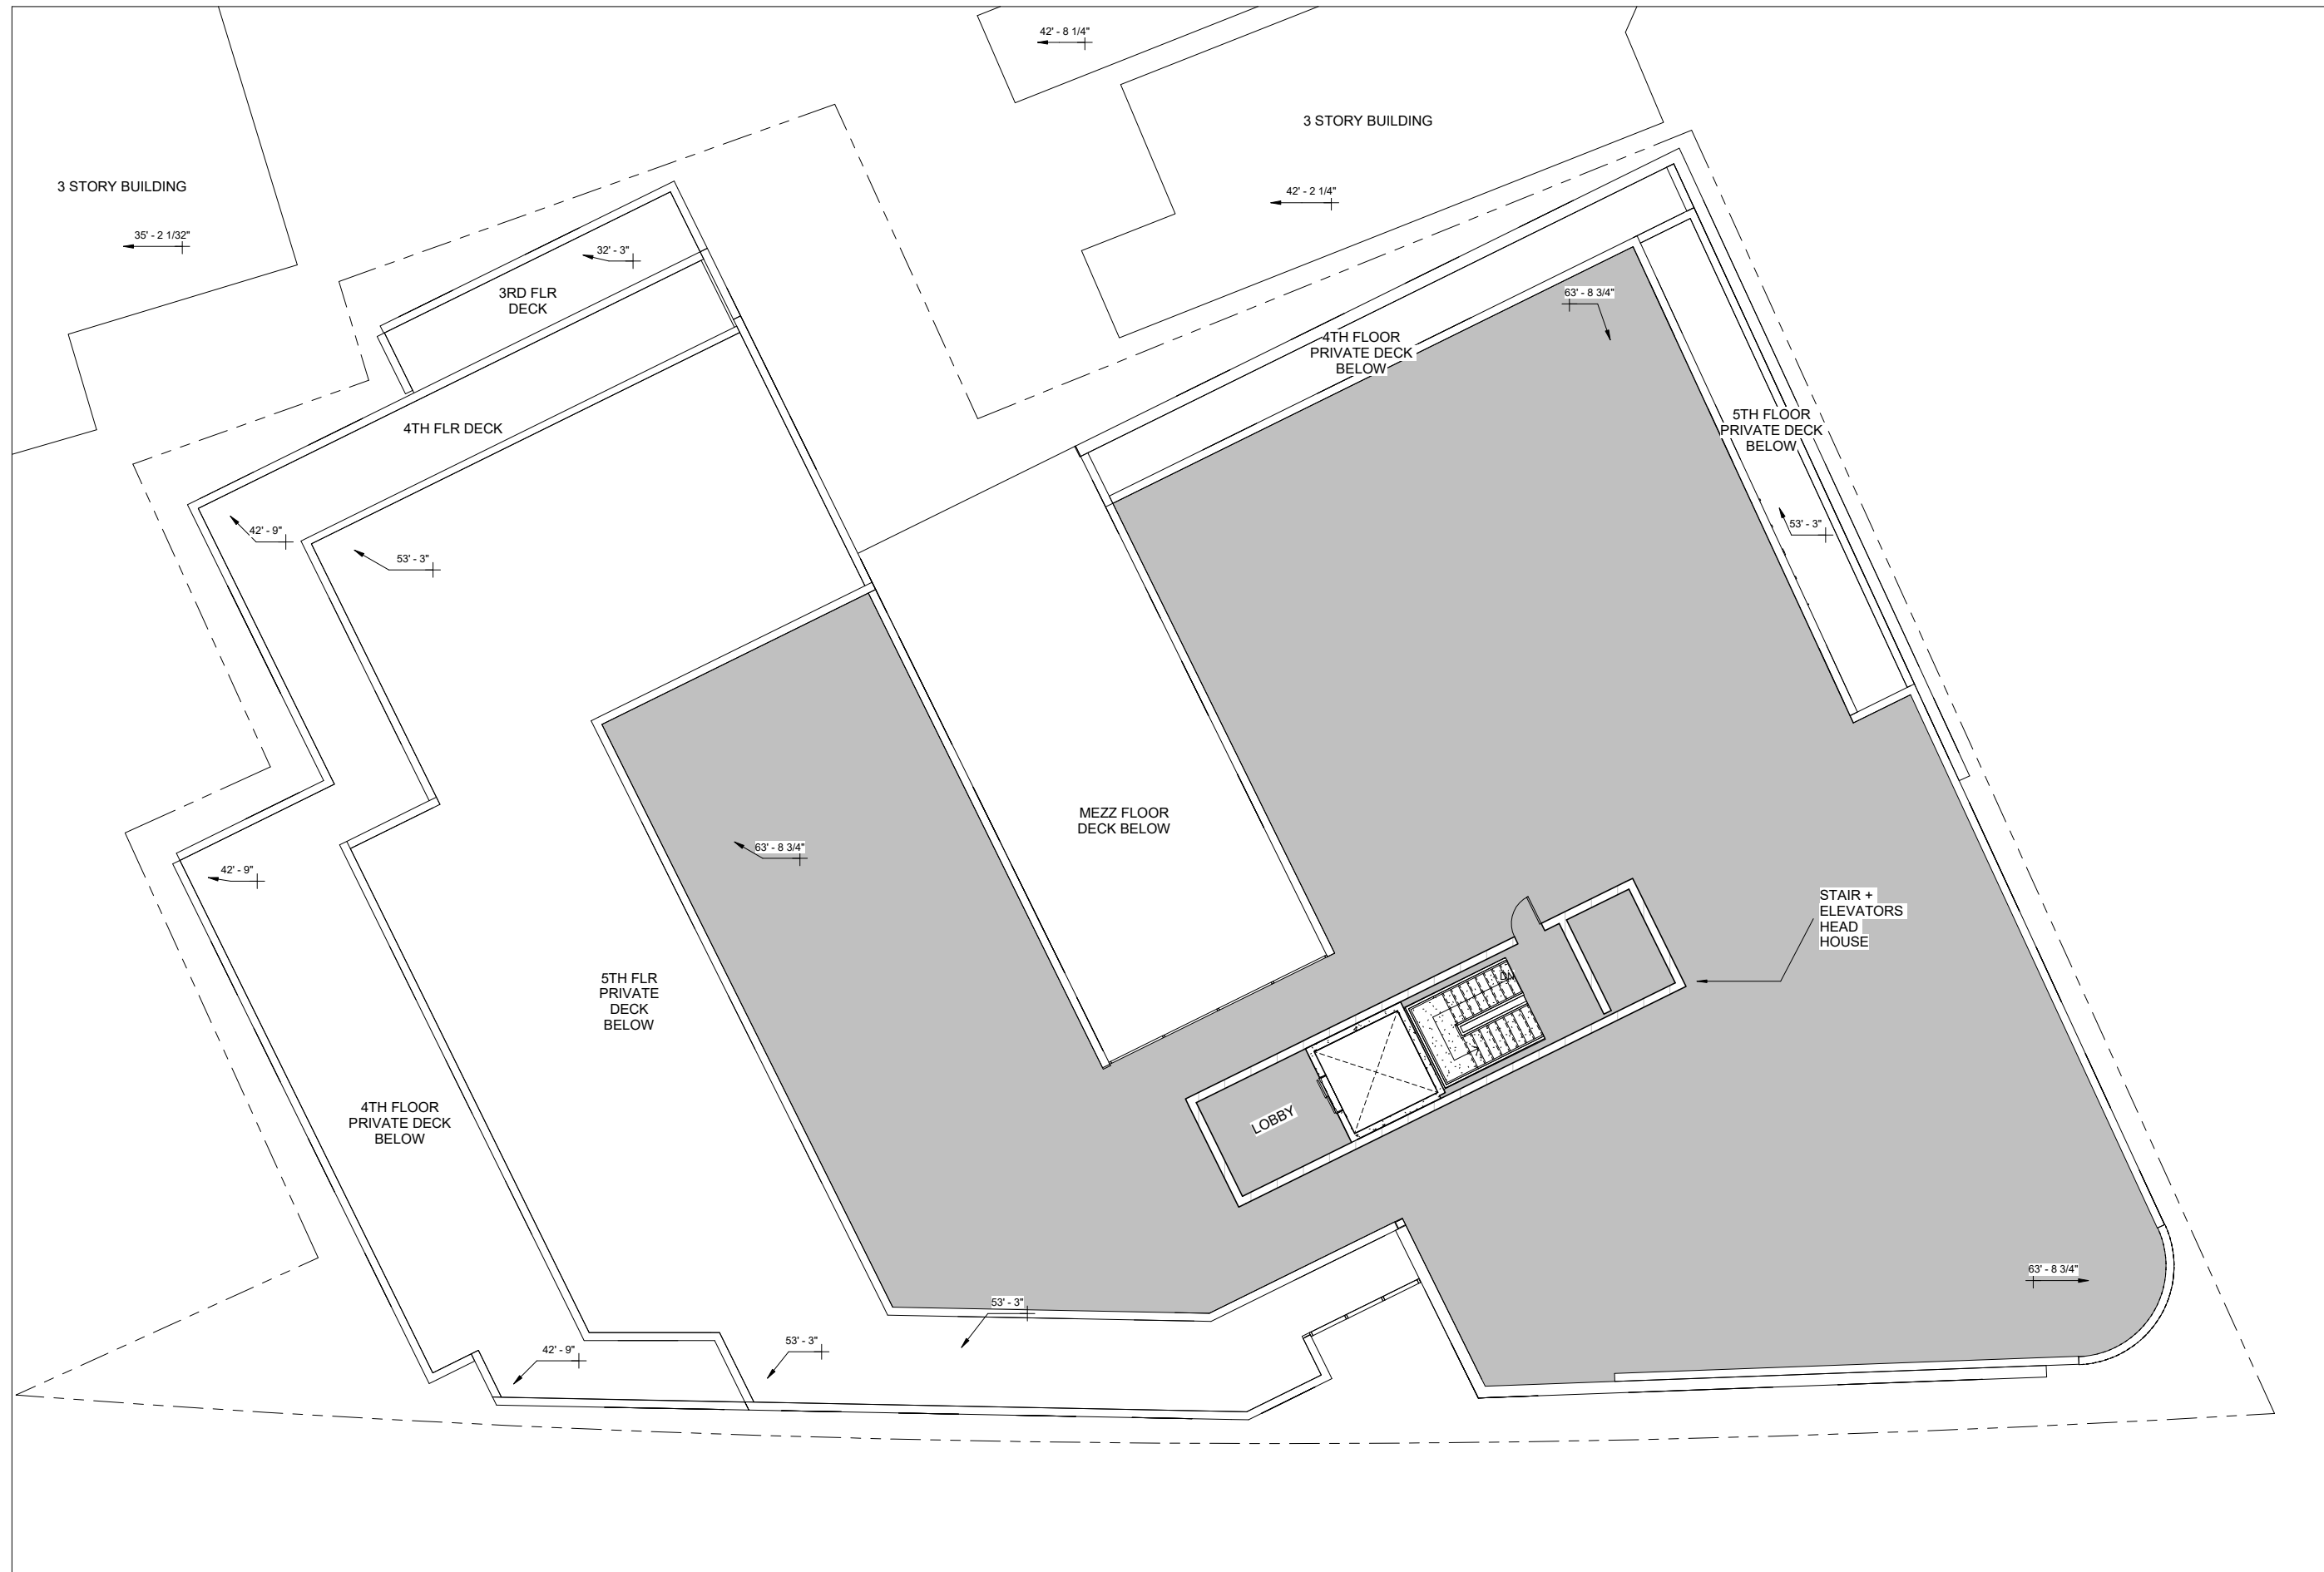 42' - 8 1/4"
3 STORY BUILDING
3 STORY BUILDING
42' - 2 1/4"
35' - 2 1/32"
32' - 3"
3RD FLR
DECK
63' - 8 3/4"
4TH FLOOR
PRIVATE DECK
BELOW
5TH FLOOR
PRIVATE DECK
BELOW
4TH FLR DECK
42' - 9"
53' - 3"
53' - 3"
MEZZ FLOOR
DECK BELOW
63' - 8 3/4"
42' - 9"
STAIR +
ELEVATORS
HEAD
HOUSE
5TH FLR
PRIVATE
DECK
BELOW
DN
LOBBY
4TH FLOOR
PRIVATE DECK
BELOW
63' - 8 3/4"
53' - 3"
53' - 3"
42' - 9"